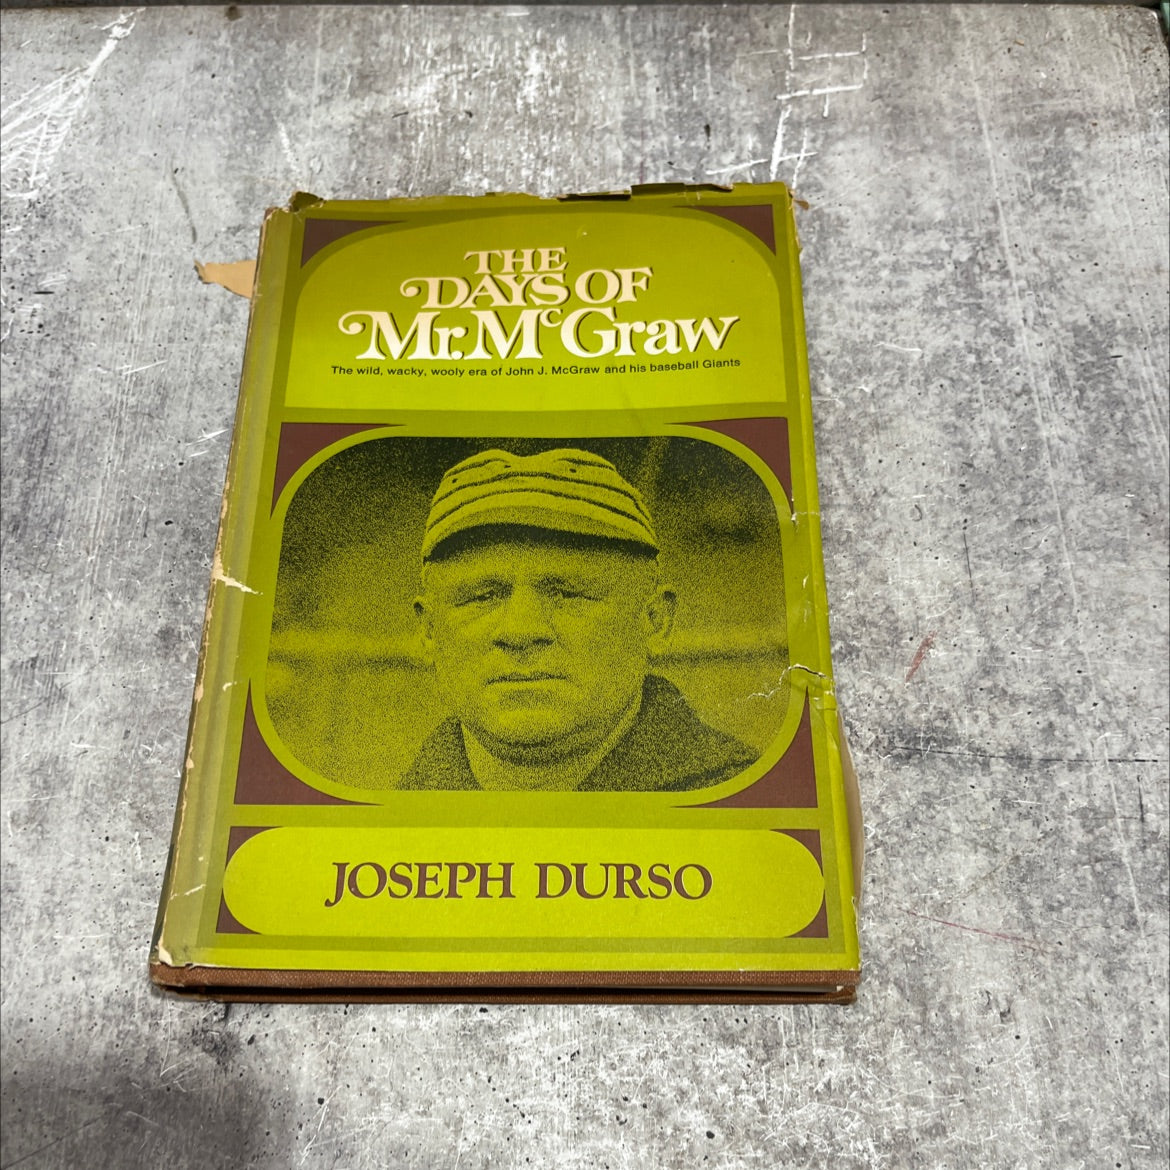 THE
DAYS OF
Mr. McGraw
The wild, wacky, wooly era of John J. McGraw and his baseball Giants
JOSEPH DURSO